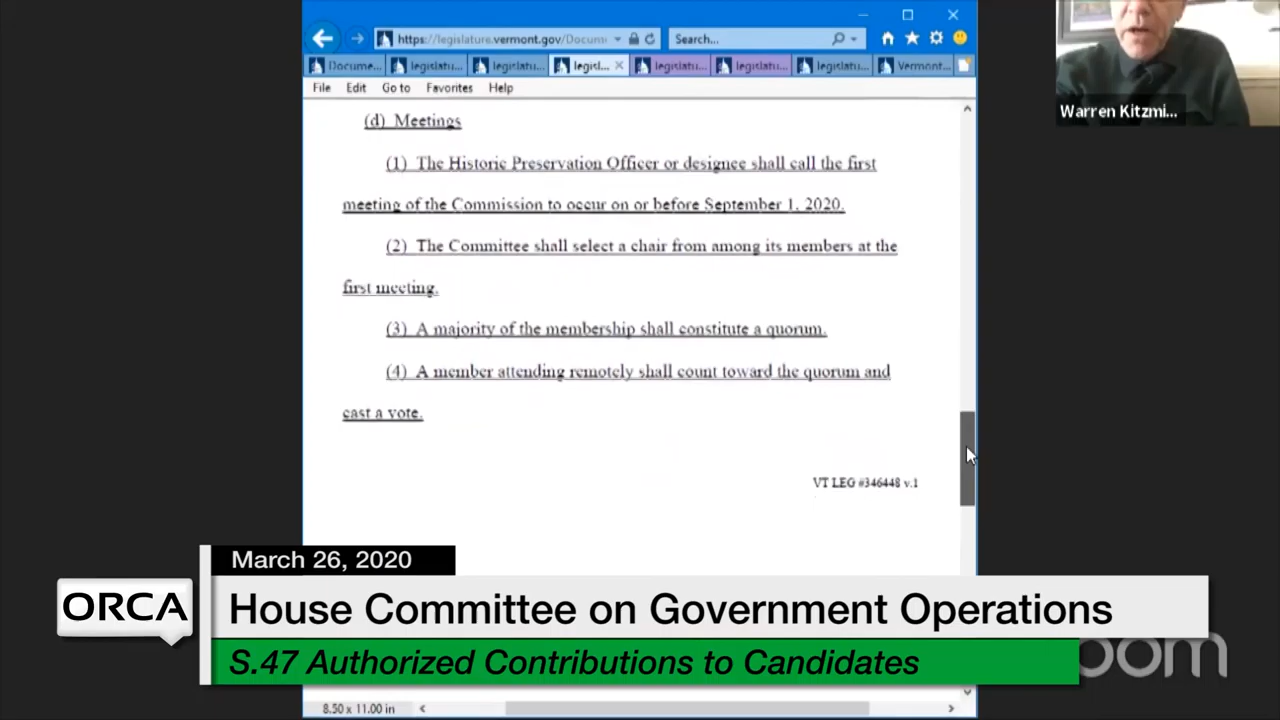 https://legislature.vermont.gov/Docum
Search...
Docume...
legislatu...
legislatu...
legisl...
legislatu...
legislatu...
legislatu...
Vermont...
File Edit Go to Favorites Help
Warren Kitzmi...
(d) Meetings
(1) The Historic Preservation Officer or designee shall call the first
meeting of the Commission to occur on or before September 1, 2020.
(2) The Committee shall select a chair from among its members at the
first meeting.
(3) A majority of the membership shall constitute a quorum.
(4) A member attending remotely shall count toward the quorum and
cast a vote.
VT LEG #346448 v.1
March 26, 2020
ORCA
House Committee on Government Operations
S.47 Authorized Contributions to Candidates
oom
8.50 x 11.00 in